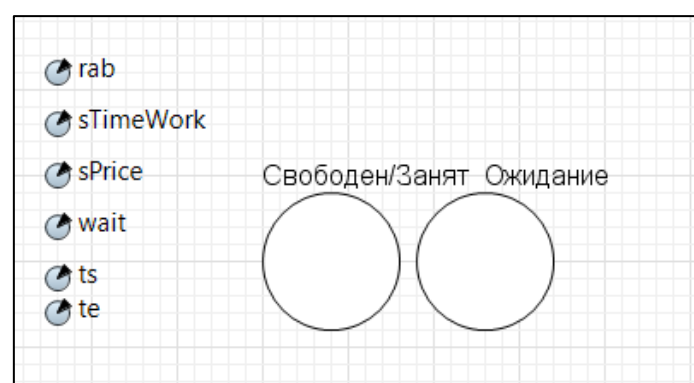 rab
sTimeWork
sPrice
Свободен/Занят Ожидание
wait
ts
te